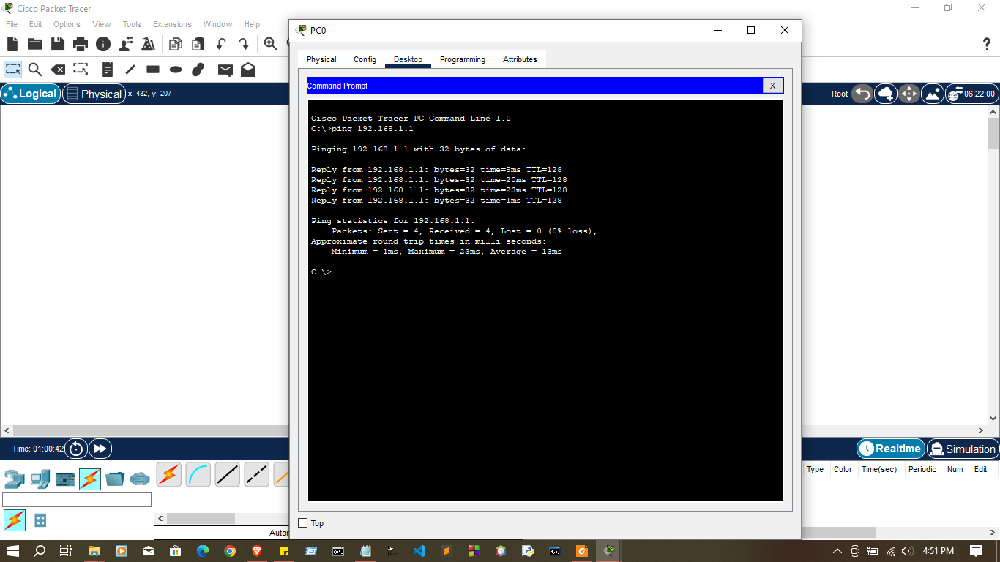 Cisco Packet Tracer
File Edit Options View Tools Extensions Window Help
PC0
Physical Config Desktop Programming Attributes
Command Prompt
X
Logical
Physical
x: 432, y: 207
Root
06:22:00
Cisco Packet Tracer PC Command Line 1.0
C:\>ping 192.168.1.1
Pinging 192.168.1.1 with 32 bytes of data:
Reply from 192.168.1.1: bytes=32 time=8ms TTL=128
Reply from 192.168.1.1: bytes=32 time=20ms TTL=128
Reply from 192.168.1.1: bytes=32 time=23ms TTL=128
Reply from 192.168.1.1: bytes=32 time=1ms TTL=128
Ping statistics for 192.168.1.1:
Packets: Sent = 4, Received = 4, Lost = 0 (0% loss),
Approximate round trip times in milli-seconds:
Minimum = 1ms, Maximum = 23ms, Average = 13ms
C:\>
Time: 01:00:42
Realtime
Simulation
Type Color Time(sec) Periodic Num Edit
Top
4:51 PM